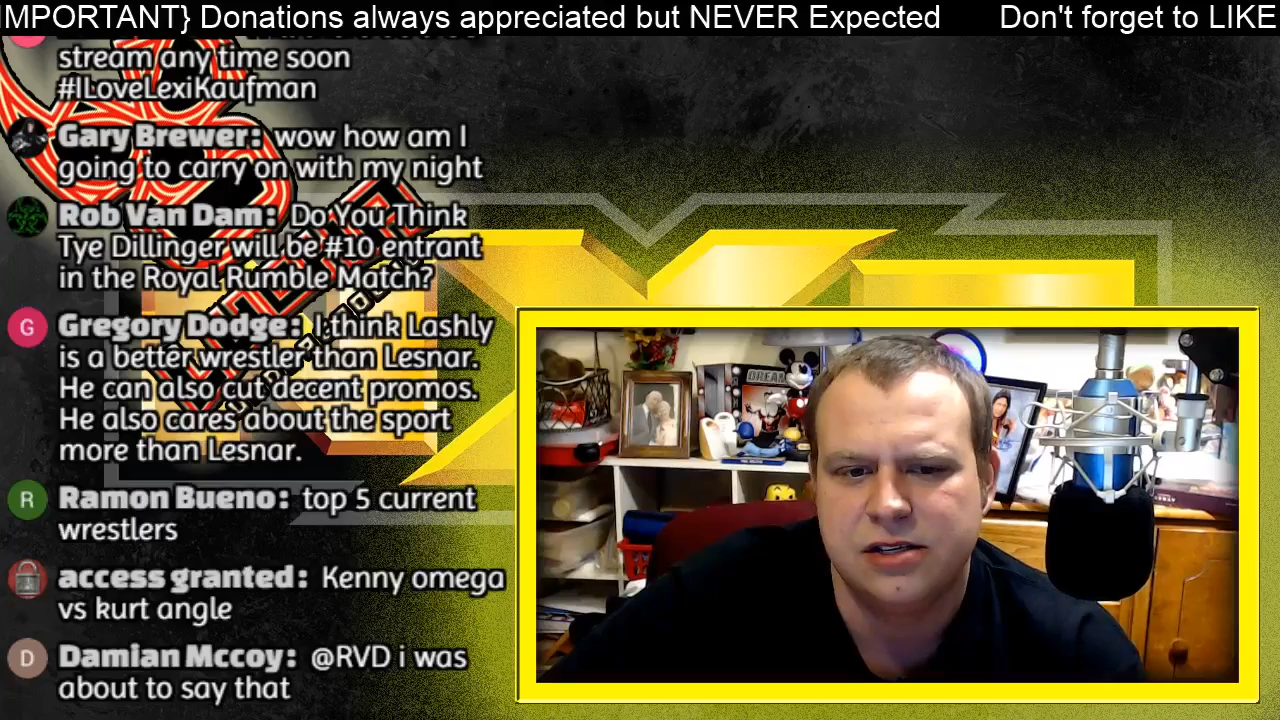 IMPORTANT} Donations always appreciated but NEVER Expected Don't forget to LIKE
stream any time soon
#ILoveLexiKaufman
Gary Brewer: wow how am I
going to carry on with my night
Rob Van Dam: Do You Think
Tye Dillinger will be #10 entrant
in the Royal Rumble Match?
G Gregory Dodge: I think Lashly
is a better wrestler than Lesnar.
He can also cut decent promos.
He also cares about the sport
more than Lesnar.
R Ramon Bueno: top 5 current
wrestlers
access granted: Kenny omega
vs kurt angle
D Damian Mccoy: @RVD i was
about to say that
DREAM